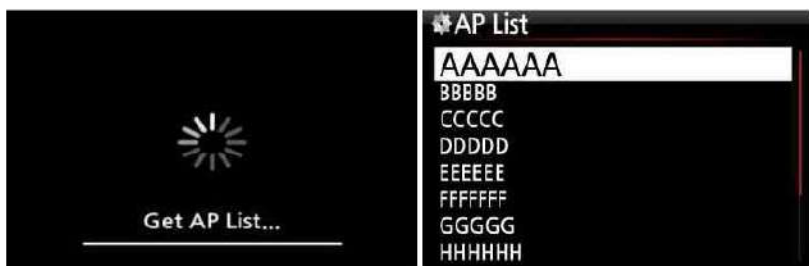 Get AP List...
AP List
AAAAAA
BBBBB
CCCCC
DDDDD
EEEEEE
FFFFFFF
GGGGG
HHHHHH